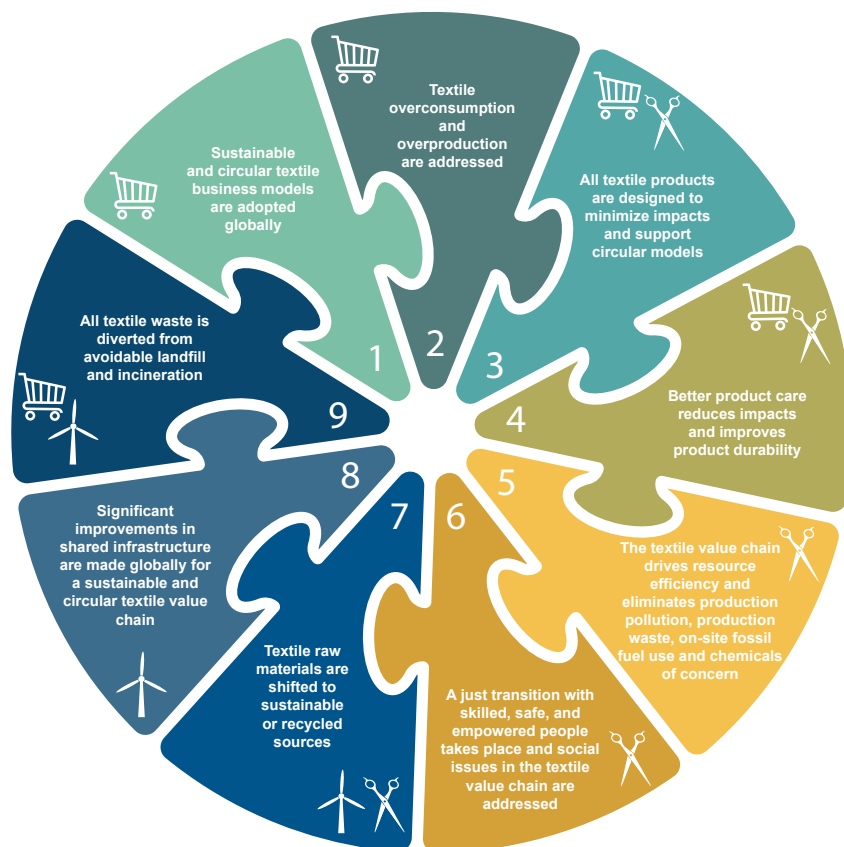 Sustainable
and circular textile
business models
are adopted
globally
1
Textile
overconsumption
and
overproduction
are addressed
2
All textile products
are designed to
minimize impacts
and support
circular models
3
Better product care
reduces impacts
and improves
product durability
4
The textile value chain
drives resource
efficiency and
eliminates production
pollution, production
waste, on-site fossil
fuel use and chemicals
of concern
5
A just transition with
skilled, safe, and
empowered people
takes place and social
issues in the textile
value chain are
addressed
6
Textile raw
materials are
shifted to
sustainable
or recycled
sources
7
Significant
improvements in
shared infrastructure
are made globally for
a sustainable and
circular textile value
chain
8
All textile waste is
diverted from
avoidable landfill
and incineration
9